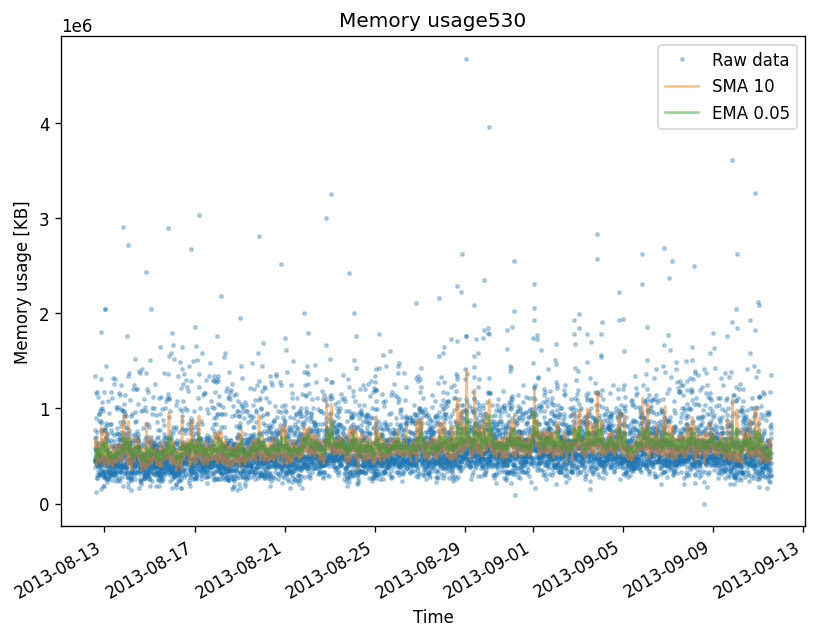 Memory usage530
1e6
Raw data
SMA 10
EMA 0.05
4
3
2
1
0
Memory usage [KB]
2013-08-13
2013-08-17
2013-08-21
2013-08-25
2013-08-29
2013-09-01
2013-09-05
2013-09-09
2013-09-13
Time